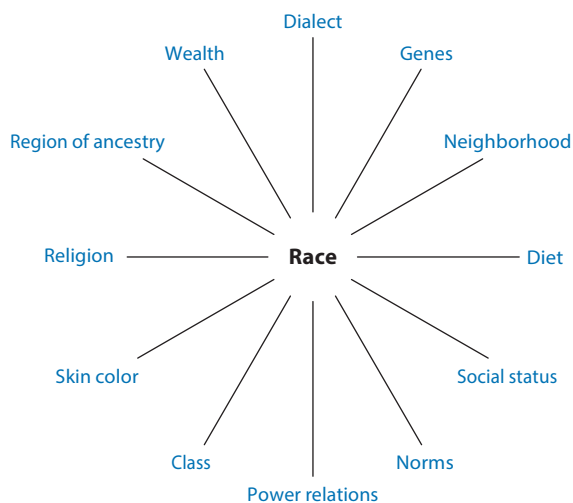 Dialect
Wealth
Genes
Region of ancestry
Neighborhood
Religion
Race
Diet
Skin color
Social status
Class
Norms
Power relations